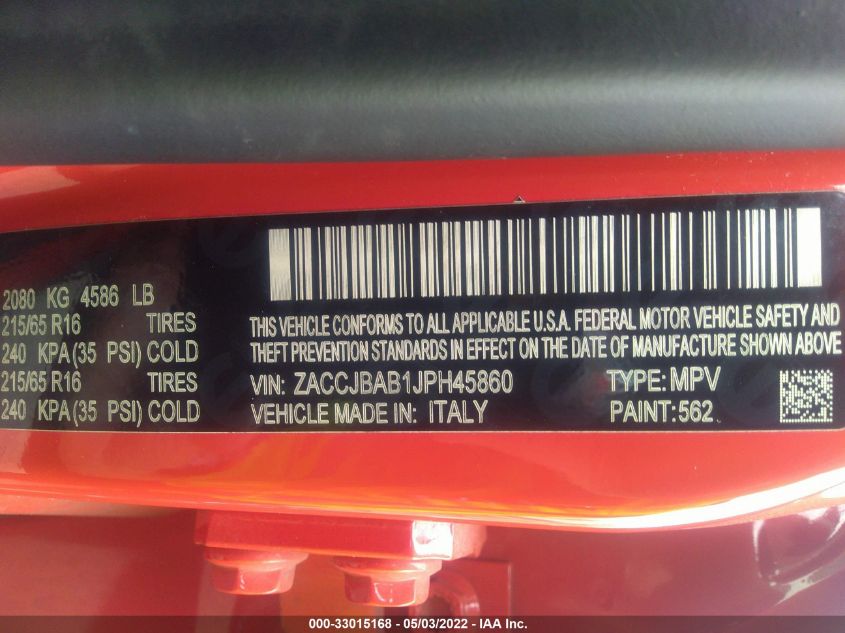 2080 KG 4586 LB
215/65 R16 TIRES
240 KPA(35 PSI) COLD
215/65 R16 TIRES
240 KPA(35 PSI) COLD
THIS VEHICLE CONFORMS TO ALL APPLICABLE U.S.A. FEDERAL MOTOR VEHICLE SAFETY AND
THEFT PREVENTION STANDARDS IN EFFECT ON THE DATE OF MANUFACTURE SHOWN ABOVE
VIN: ZACCJBAB1JPH45860 TYPE: MPV
VEHICLE MADE IN: ITALY PAINT:562
000-33015168 - 05/03/2022 - IAA Inc.